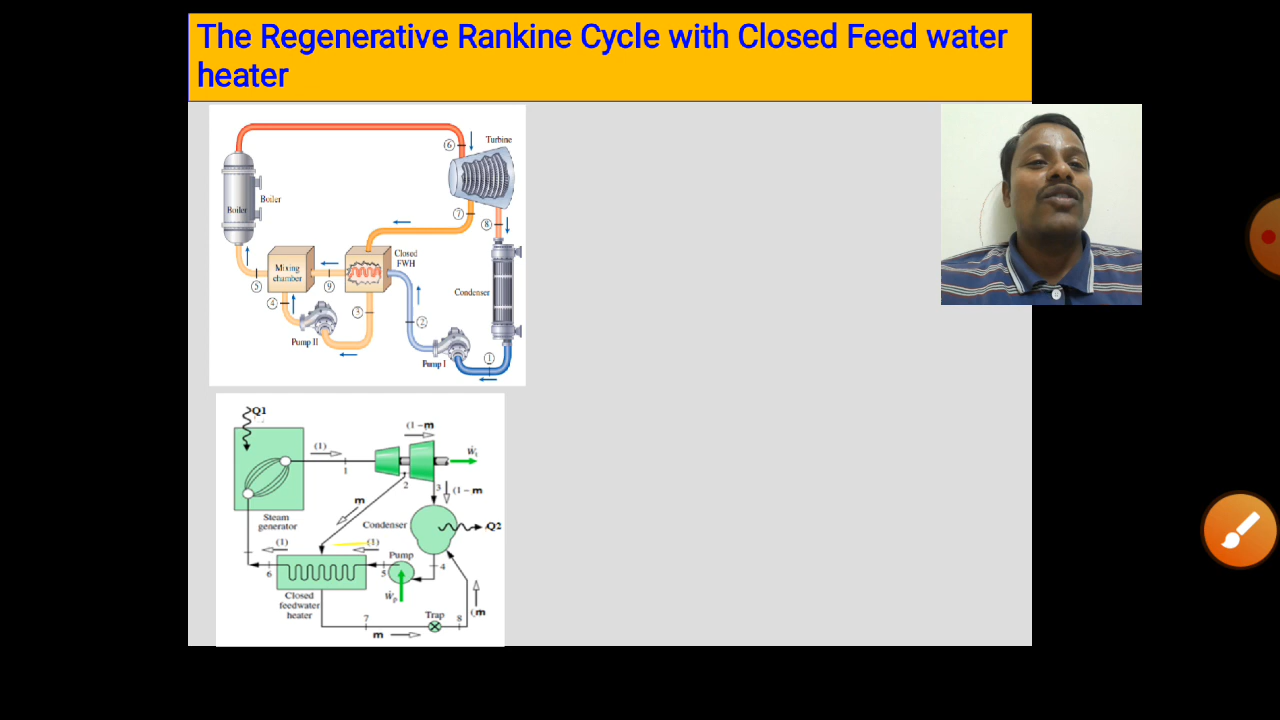 The Regenerative Rankine Cycle with Closed Feed water
heater
6
Turbine
Boiler
Boiler
7
8
Closed
FWH
Mixing
chamber
5
9
4
3
Condenser
2
Pump II
Pump I
1
Q1
(1 – m
(1)
Ẇt
1
2
3
(1 – m
m
Steam
generator
Condenser
Q2
(1)
(1)
Pump
4
6
5
Closed
feedwater
heater
Ẇp
7
Trap
8
(m
m